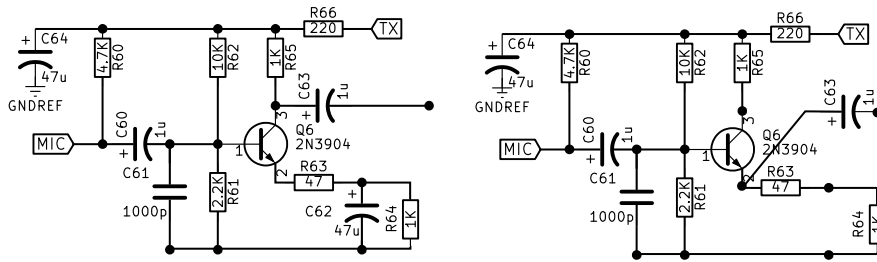 R66
220
TX
C64
+
47u
GNDREF
4.7K
R60
10K
R62
1K
R65
C63
1u
+
3
MIC
C60
1u
+
1
Q6
2N3904
2
C61
1000p
2.2K
R61
R63
47
+
C62
47u
R64
1K
R66
220
TX
C64
+
47u
GNDREF
4.7K
R60
10K
R62
1K
R65
C63
1u
+
3
MIC
C60
1u
+
1
Q6
2N3904
2
C61
1000p
2.2K
R61
R63
47
R64
1K